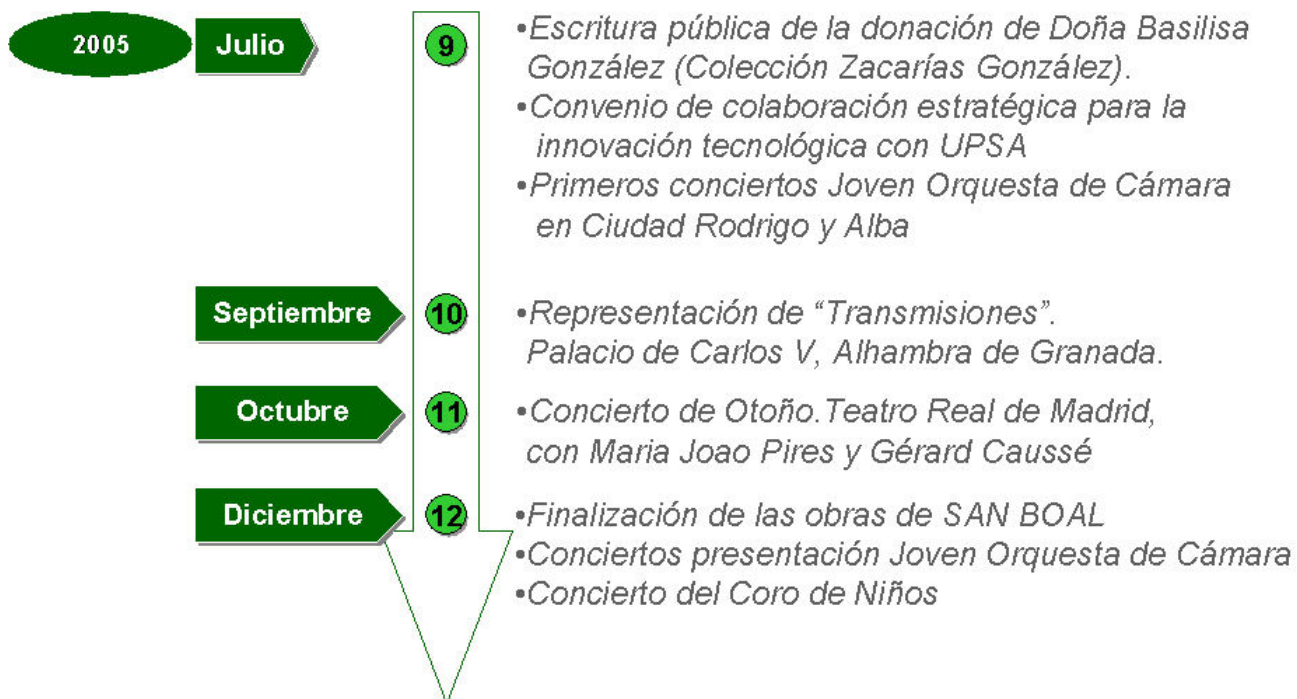 2005
Julio
9
•Escritura pública de la donación de Doña Basilisa
González (Colección Zacarías González).
•Convenio de colaboración estratégica para la
innovación tecnológica con UPSA
•Primeros conciertos Joven Orquesta de Cámara
en Ciudad Rodrigo y Alba
Septiembre
10
•Representación de “Transmisiones”.
Palacio de Carlos V, Alhambra de Granada.
Octubre
11
•Concierto de Otoño.Teatro Real de Madrid,
con Maria Joao Pires y Gérard Caussé
Diciembre
12
•Finalización de las obras de SAN BOAL
•Conciertos presentación Joven Orquesta de Cámara
•Concierto del Coro de Niños